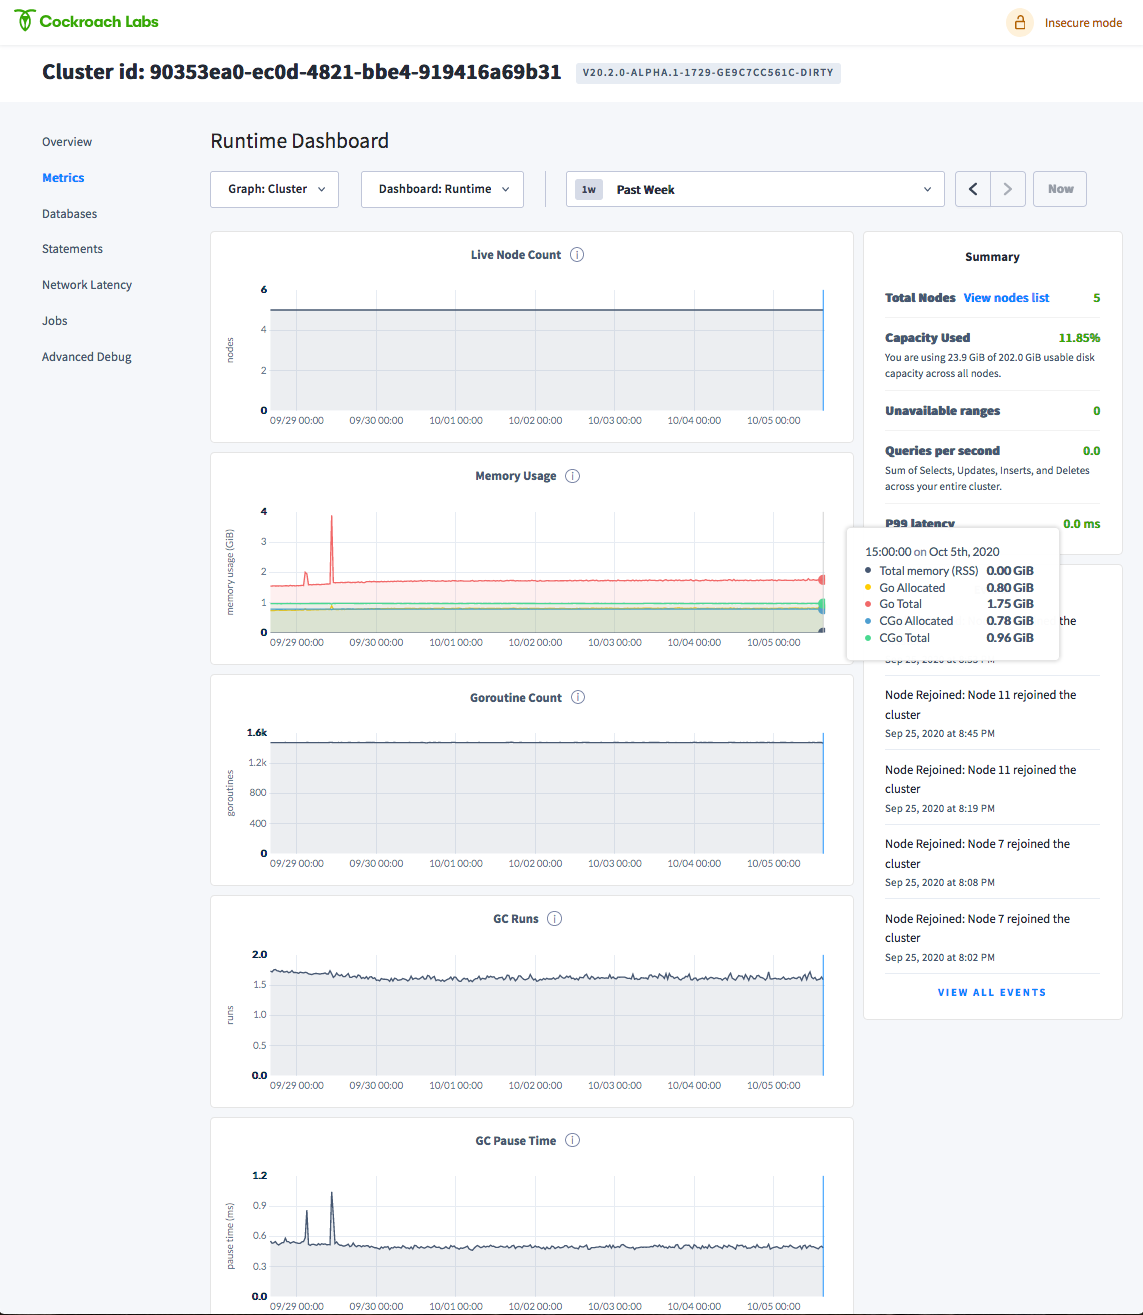 Cockroach Labs
Insecure mode
Cluster id: 90353ea0-ec0d-4821-bbe4-919416a69b31
V20.2.0-ALPHA.1-1729-GE9C7CC561C-DIRTY
Overview
Metrics
Databases
Statements
Network Latency
Jobs
Advanced Debug
Runtime Dashboard
Graph: Cluster
Dashboard: Runtime
1w Past Week
Now
Live Node Count
6
4
2
0
nodes
09/29 00:00 09/30 00:00 10/01 00:00 10/02 00:00 10/03 00:00 10/04 00:00 10/05 00:00
Memory Usage
4
3
2
1
0
memory usage (GiB)
09/29 00:00 09/30 00:00 10/01 00:00 10/02 00:00 10/03 00:00 10/04 00:00 10/05 00:00
Goroutine Count
1.6k
1.2k
800
400
0
goroutines
09/29 00:00 09/30 00:00 10/01 00:00 10/02 00:00 10/03 00:00 10/04 00:00 10/05 00:00
GC Runs
2.0
1.5
1.0
0.5
0.0
runs
09/29 00:00 09/30 00:00 10/01 00:00 10/02 00:00 10/03 00:00 10/04 00:00 10/05 00:00
GC Pause Time
1.2
0.9
0.6
0.3
0.0
pause time (ms)
09/29 00:00 09/30 00:00 10/01 00:00 10/02 00:00 10/03 00:00 10/04 00:00 10/05 00:00
Summary
Total Nodes View nodes list 5
Capacity Used 11.85%
You are using 23.9 GiB of 202.0 GiB usable disk
capacity across all nodes.
Unavailable ranges 0
Queries per second 0.0
Sum of Selects, Updates, Inserts, and Deletes
across your entire cluster.
P99 latency 0.0 ms
15:00:00 on Oct 5th, 2020
Total memory (RSS) 0.00 GiB
Go Allocated 0.80 GiB
Go Total 1.75 GiB
CGo Allocated 0.78 GiB
CGo Total 0.96 GiB
the
Node Rejoined: Node 11 rejoined the
cluster
Sep 25, 2020 at 8:45 PM
Node Rejoined: Node 11 rejoined the
cluster
Sep 25, 2020 at 8:19 PM
Node Rejoined: Node 7 rejoined the
cluster
Sep 25, 2020 at 8:08 PM
Node Rejoined: Node 7 rejoined the
cluster
Sep 25, 2020 at 8:02 PM
VIEW ALL EVENTS